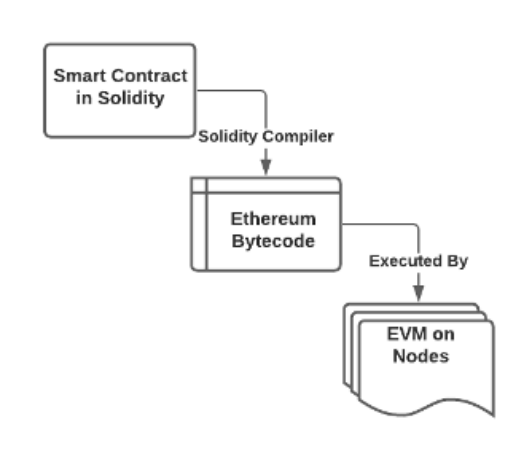 Smart Contract
in Solidity
Solidity Compiler
Ethereum
Bytecode
Executed By
EVM on
Nodes